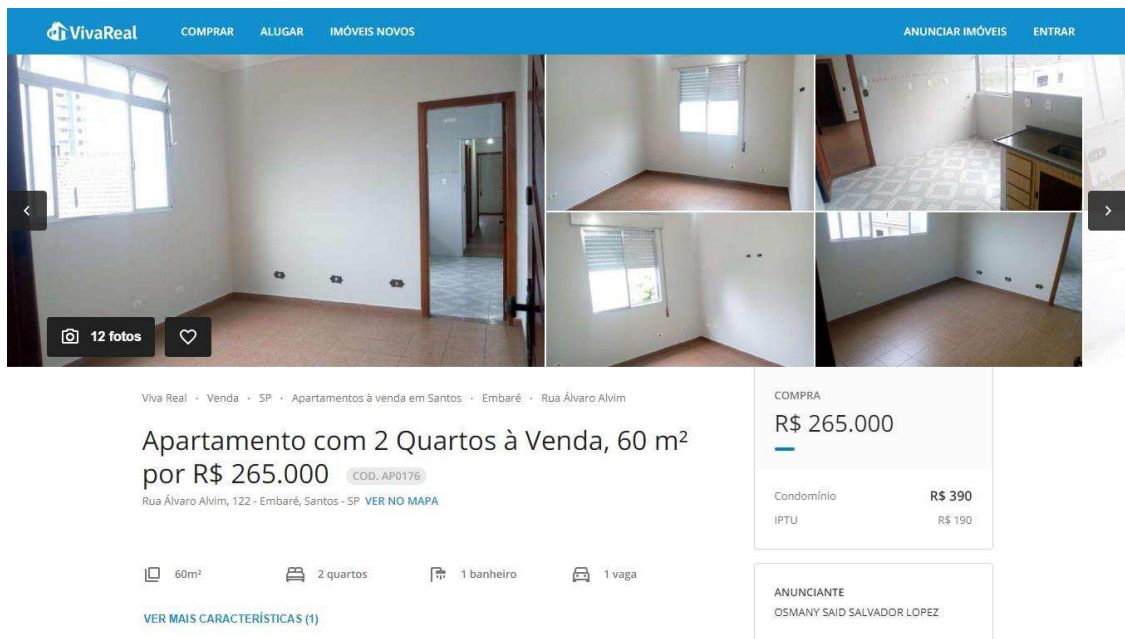 VivaReal COMPRAR ALUGAR IMÓVEIS NOVOS ANUNCIAR IMÓVEIS ENTRAR
12 fotos
Viva Real · Venda · SP · Apartamentos à venda em Santos · Embaré · Rua Álvaro Alvim
Apartamento com 2 Quartos à Venda, 60 m²
por R$ 265.000 COD. AP0176
Rua Álvaro Alvim, 122 - Embaré, Santos - SP VER NO MAPA
60m² 2 quartos 1 banheiro 1 vaga
VER MAIS CARACTERÍSTICAS (1)
COMPRA
R$ 265.000
Condomínio R$ 390
IPTU R$ 190
ANUNCIANTE
OSMANY SAID SALVADOR LOPEZ